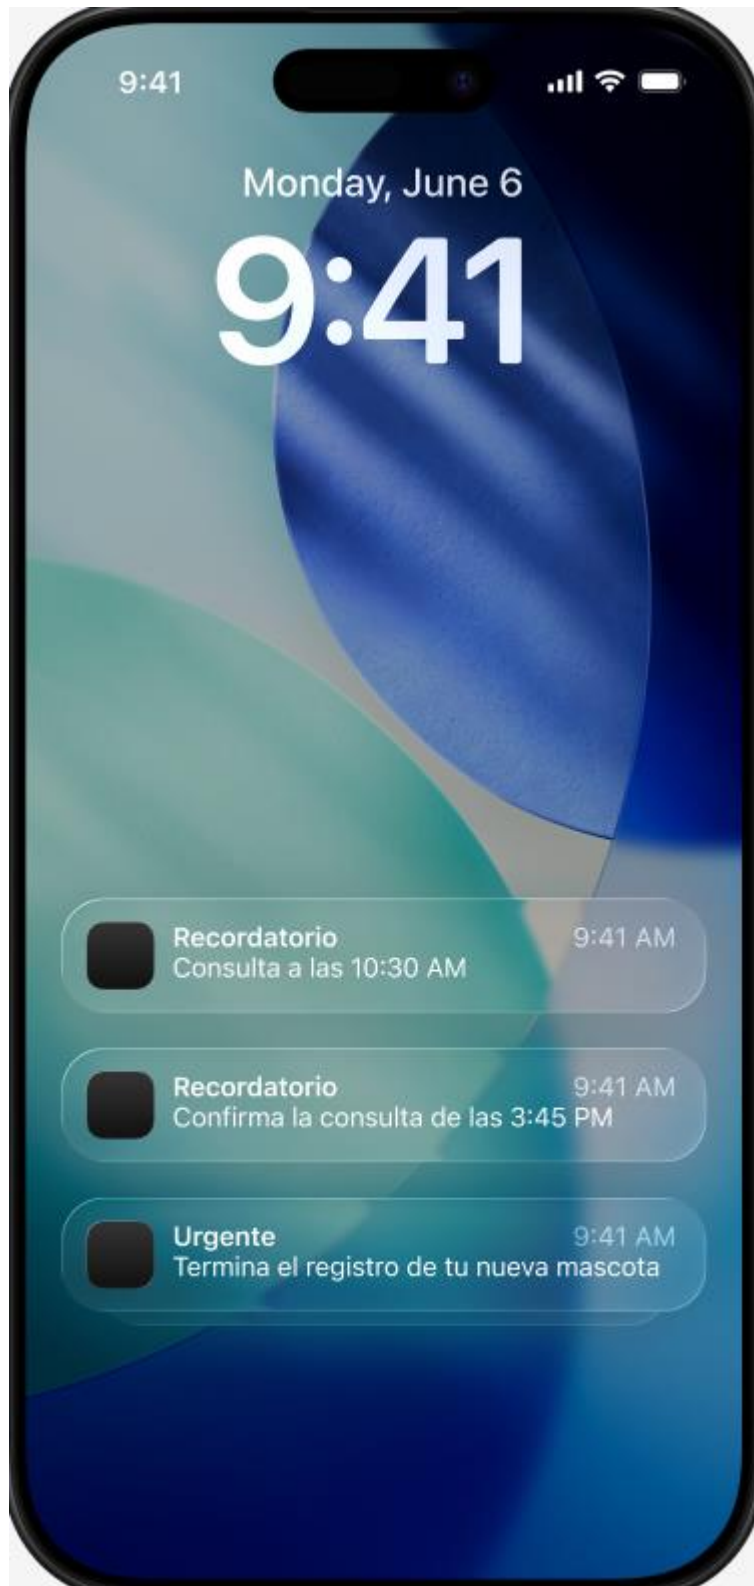 9:41
Monday, June 6
9:41
Recordatorio 9:41 AM
Consulta a las 10:30 AM
Recordatorio 9:41 AM
Confirma la consulta de las 3:45 PM
Urgente 9:41 AM
Termina el registro de tu nueva mascota